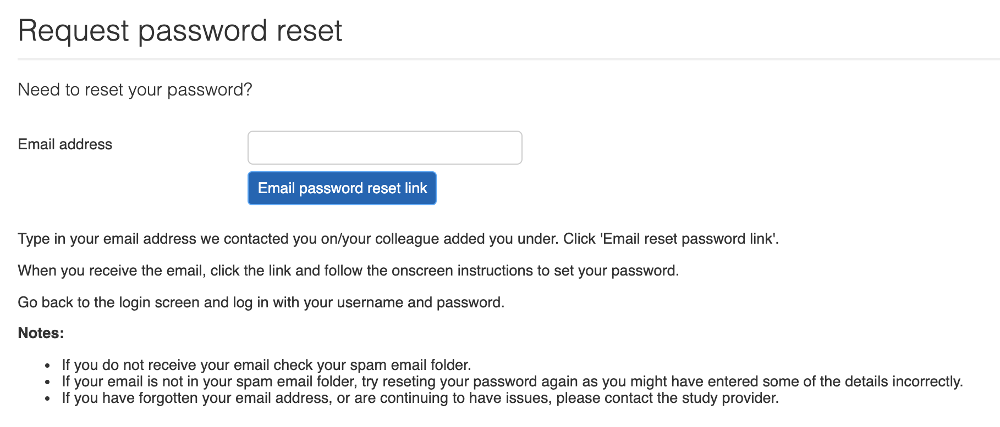 Request password reset
Need to reset your password?
Email address
Email password reset link
Type in your email address we contacted you on/your colleague added you under. Click 'Email reset password link'.
When you receive the email, click the link and follow the onscreen instructions to set your password.
Go back to the login screen and log in with your username and password.
Notes:
• If you do not receive your email check your spam email folder.
• If your email is not in your spam email folder, try reseting your password again as you might have entered some of the details incorrectly.
• If you have forgotten your email address, or are continuing to have issues, please contact the study provider.